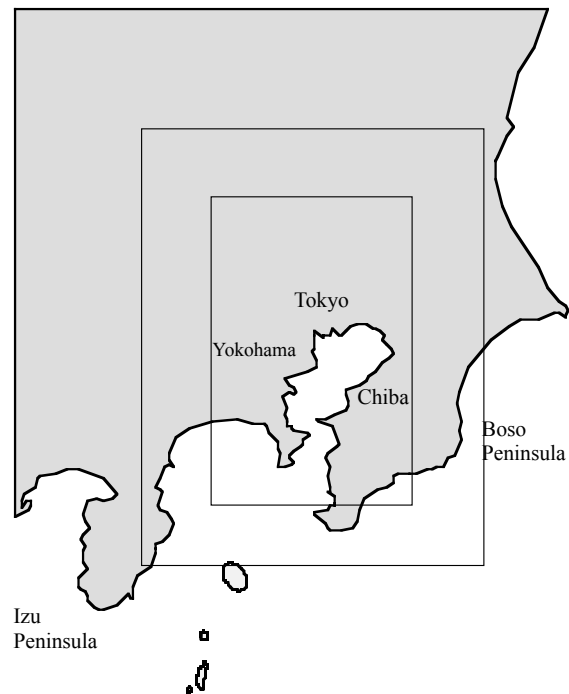 Tokyo
Yokohama
Chiba
Boso
Peninsula
Izu
Peninsula